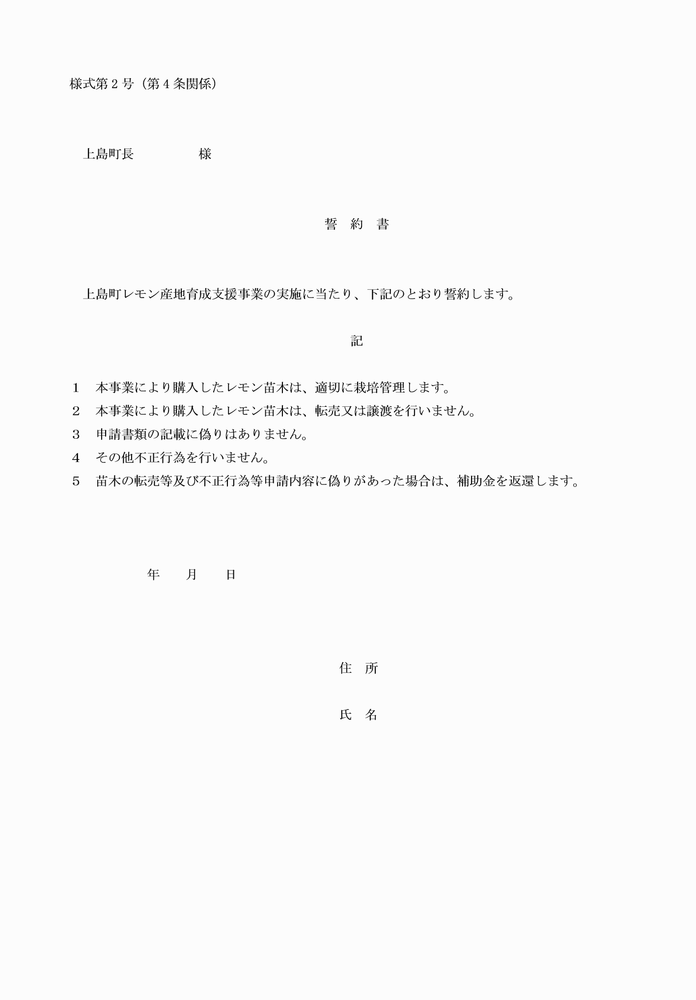 様式第２号（第４条関係）
上島町長　　　　　様
誓　約　書
上島町レモン産地育成支援事業の実施に当たり、下記のとおり誓約します。
記
１　本事業により購入したレモン苗木は、適切に栽培管理します。
２　本事業により購入したレモン苗木は、転売又は譲渡を行いません。
３　申請書類の記載に偽りはありません。
４　その他不正行為を行いません。
５　苗木の転売等及び不正行為等申請内容に偽りがあった場合は、補助金を返還します。
年　　月　　日
住　所
氏　名